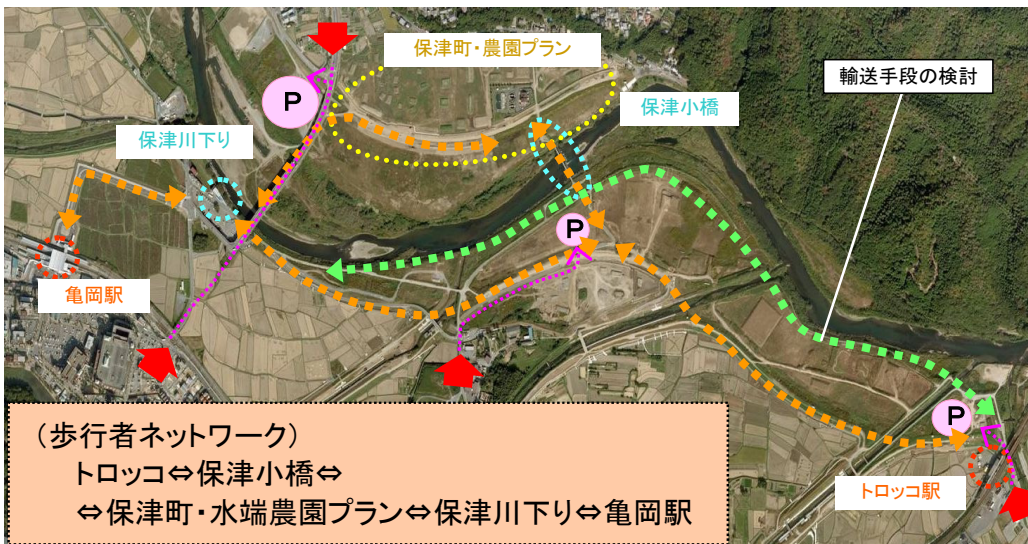 保津町・農園プラン
輸送手段の検討
P
保津小橋
保津川下り
P
亀岡駅
P
トロッコ駅
（歩行者ネットワーク）
トロッコ⇔保津小橋⇔
⇔保津町・水端農園プラン⇔保津川下り⇔亀岡駅